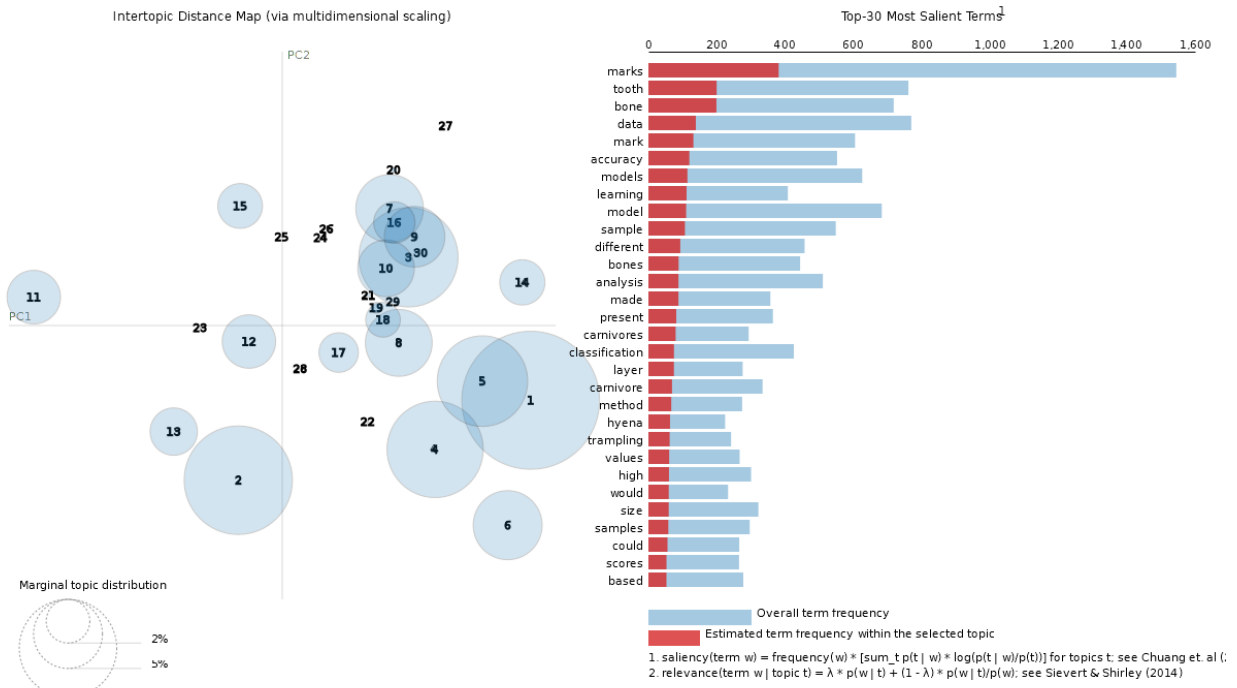 Intertopic Distance Map (via multidimensional scaling)
PC2
27
20
7
15
16
26
25
24
9
30
3
10
14
21
11
29
19
PC1
18
23
12
8
17
28
5
1
22
13
4
2
6
Marginal topic distribution
2%
5%
Top-30 Most Salient Terms1
0 200 400 600 800 1,000 1,200 1,400 1,600
marks
tooth
bone
data
mark
accuracy
models
learning
model
sample
different
bones
analysis
made
present
carnivores
classification
layer
carnivore
method
hyena
trampling
values
high
would
size
samples
could
scores
based
Overall term frequency
Estimated term frequency within the selected topic
1. saliency(term w) = frequency(w) * [sum_t p(t | w) * log(p(t | w)/p(t))] for topics t; see Chuang et. al
2. relevance(term w | topic t) = λ * p(w | t) + (1 - λ) * p(w | t)/p(w); see Sievert & Shirley (2014)